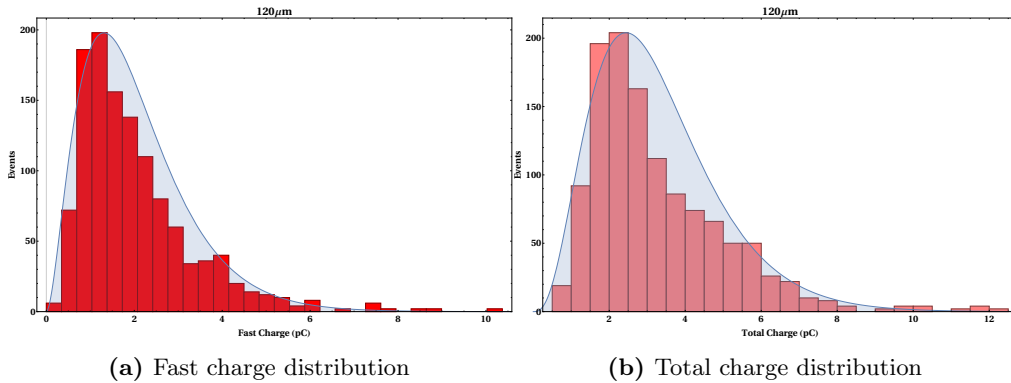 120μm
200
150
100
50
0
Events
0 2 4 6 8 10
Fast Charge (pC)
(a) Fast charge distribution
120μm
200
150
100
50
0
Events
2 4 6 8 10 12
Total Charge (pC)
(b) Total charge distribution